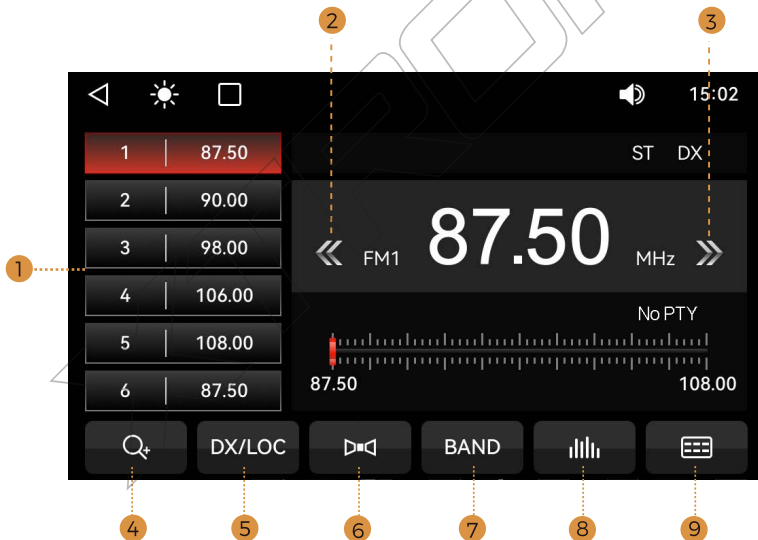 2 3
15:02
1 87.50
ST DX
2 90.00
3 98.00
FM1 87.50 MHz
1
4 106.00
No PTY
5 108.00
87.50 108.00
6 87.50
DX/LOC BAND
4 5 6 7 8 9